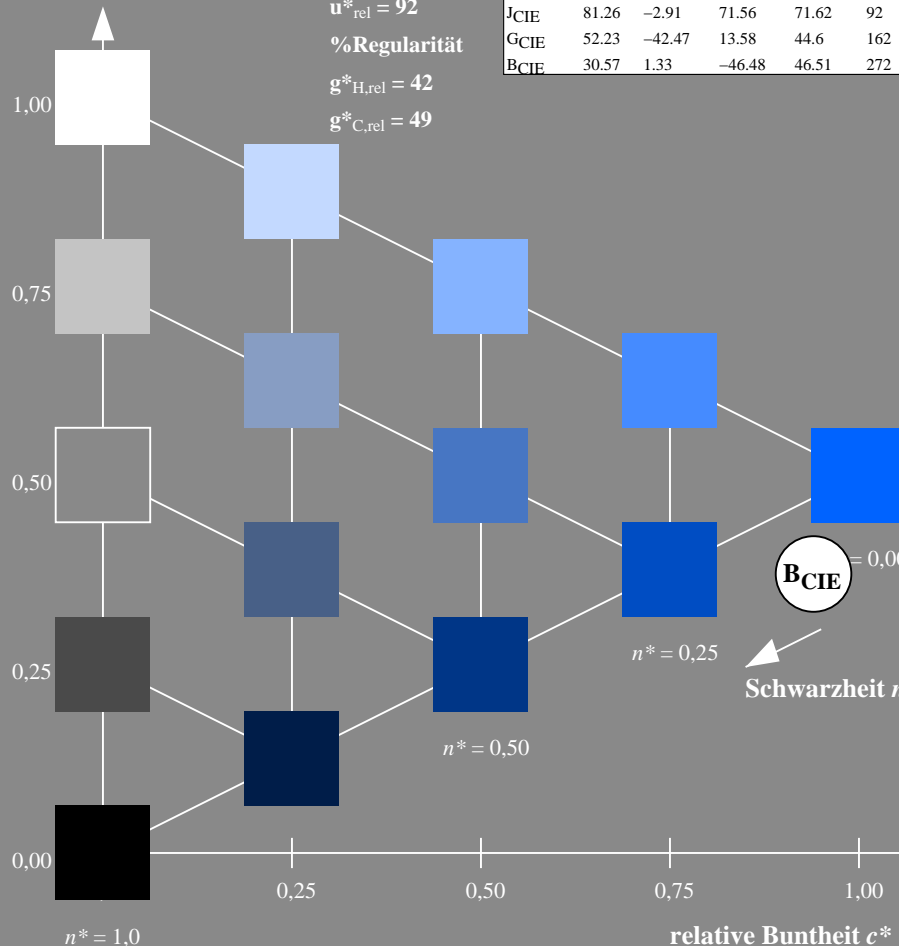 u*rel = 92
%Regularität
g*H,rel = 42
g*C,rel = 49
JCIE 81.26 −2.91 71.56 71.62 92
GCIE 52.23 −42.47 13.58 44.6 162
BCIE 30.57 1.33 −46.48 46.51 272
1,00
0,75
0,50
= 0,00
BCIE
n* = 0,25
0,25
Schwarzheit n
n* = 0,50
0,00
0,25 0,50 0,75 1,00
n* = 1,0
relative Buntheit c*